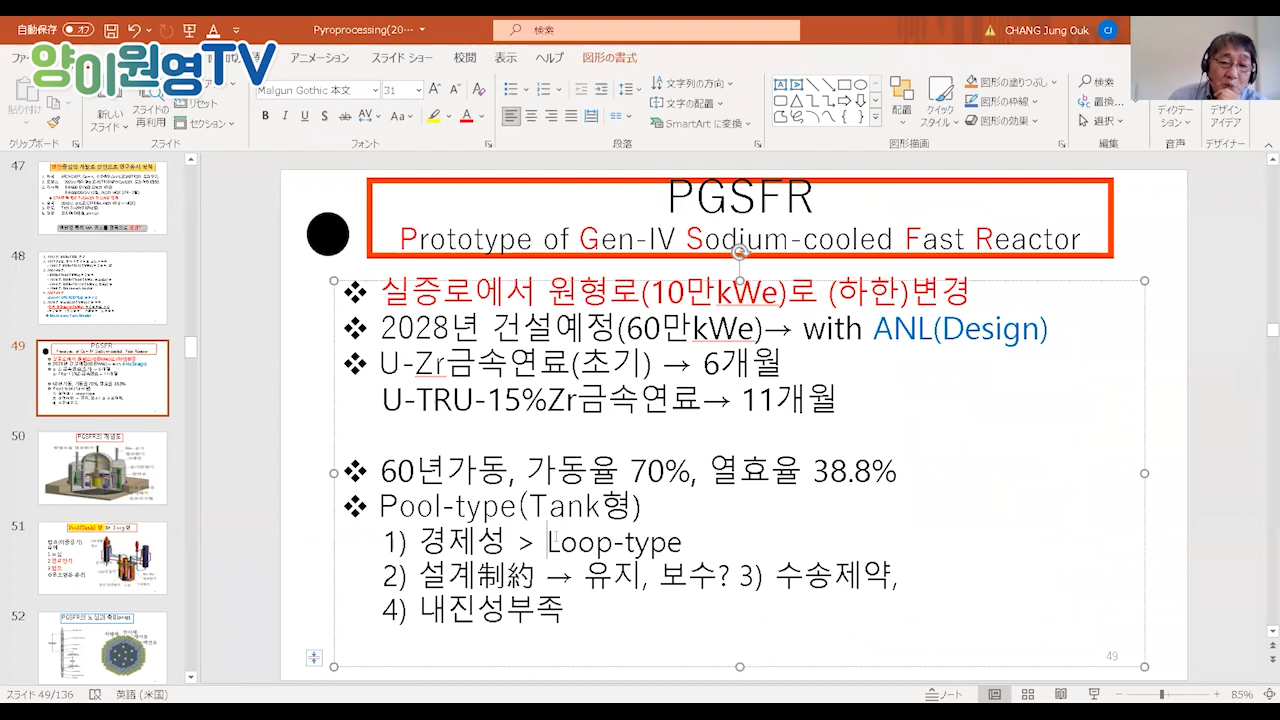 自動保存 オフ
Pyroprocessing(20…
検索
CHANG Jung Ouk
CJ
양이원영TV
アニメーション スライド ショー 校閲 表示 ヘルプ 図形の書式
貼り付け
新しい
スライド
スライドの
再利用
リセット
セクション
Malgun Gothic 本文
31
文字列の方向
文字の配置
SmartArt に変換
配置
クイック
スタイル
図形の塗りつぶし
図形の枠線
図形の効果
検索
置換…
選択
ディクテー
ション
デザイン
アイデア
クリップボード
スライド
フォント
段落
図形描画
編集
音声
デザイナー
47
48
49
50
51
52
PGSFR
Prototype of Gen-IV Sodium-cooled Fast Reactor
❖ 실증로에서 원형로(10만kWe)로 (하한)변경
❖ 2028년 건설예정(60만kWe)→ with ANL(Design)
❖ U-Zr금속연료(초기) → 6개월
U-TRU-15%Zr금속연료→ 11개월
❖ 60년가동, 가동율 70%, 열효율 38.8%
❖ Pool-type(Tank형)
1) 경제성 > Loop-type
2) 설계制約 → 유지, 보수? 3) 수송제약,
4) 내진성부족
49
スライド 49/136
英語 (米国)
ノート
85%